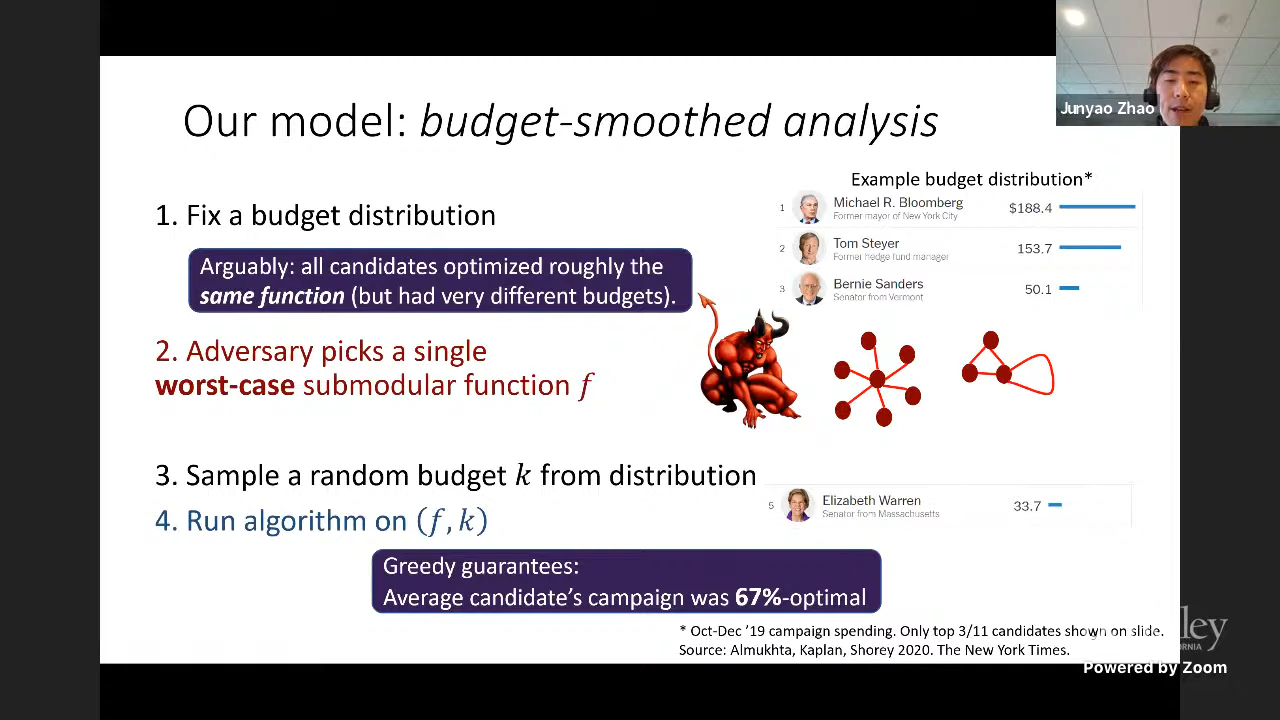 Our model: budget-smoothed analysis
Junyao Zhao
Example budget distribution*
1 Michael R. Bloomberg $188.4
Former mayor of New York City
2 Tom Steyer 153.7
Former hedge fund manager
3 Bernie Sanders 50.1
Senator from Vermont
1. Fix a budget distribution
Arguably: all candidates optimized roughly the
same function (but had very different budgets).
2. Adversary picks a single
worst-case submodular function f
3. Sample a random budget k from distribution
5 Elizabeth Warren 33.7
Senator from Massachusetts
4. Run algorithm on (f, k)
Greedy guarantees:
Average candidate's campaign was 67%-optimal
* Oct-Dec '19 campaign spending. Only top 3/11 candidates shown on slide.
Source: Almukhta, Kaplan, Shorey 2020. The New York Times.
Powered by Zoom